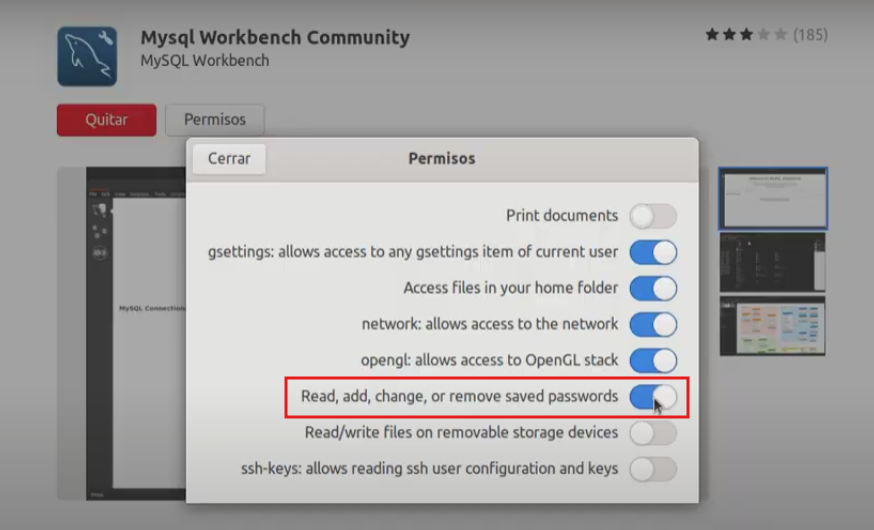 Mysql Workbench Community
(185)
MySQL Workbench
Quitar
Permisos
Cerrar
Permisos
Print documents
gsettings: allows access to any gsettings item of current user
Access files in your home folder
network: allows access to the network
opengl: allows access to OpenGL stack
Read, add, change, or remove saved passwords
Read/write files on removable storage devices
ssh-keys: allows reading ssh user configuration and keys
MySQL Connections